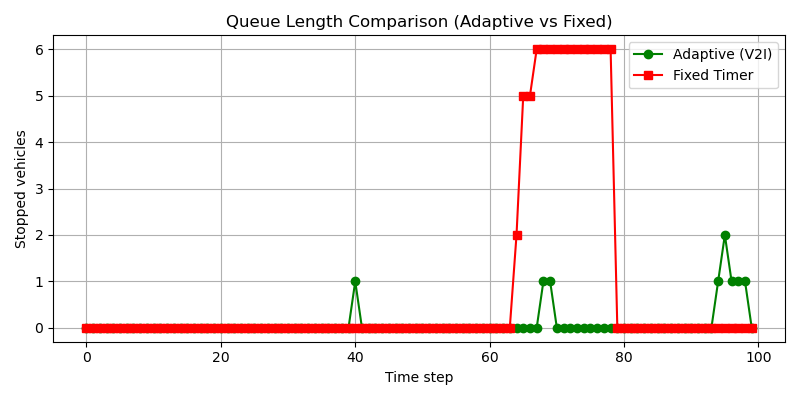 Queue Length Comparison (Adaptive vs Fixed)
Adaptive (V2I)
Fixed Timer
Stopped vehicles
6
5
4
3
2
1
0
0 20 40 60 80 100
Time step